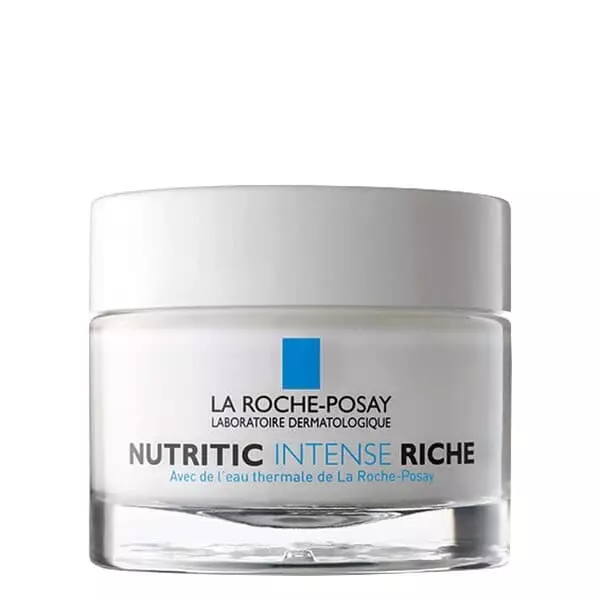 LA ROCHE-POSAY
LABORATOIRE DERMATOLOGIQUE
NUTRITIC INTENSE RICHE
Avec de l'eau thermale de La Roche-Posay